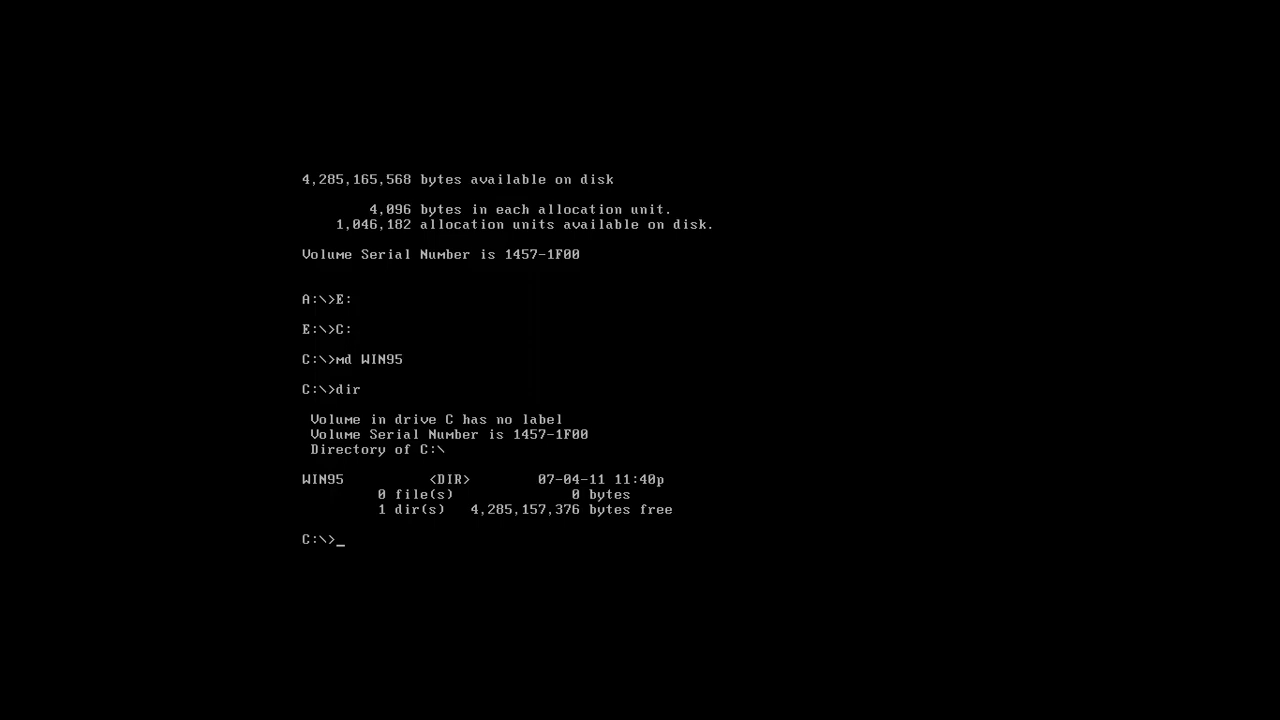 4,285,165,568 bytes available on disk
4,096 bytes in each allocation unit.
1,046,182 allocation units available on disk.
Volume Serial Number is 1457-1F00
A:\>E:
E:\>C:
C:\>md WIN95
C:\>dir
Volume in drive C has no label
Volume Serial Number is 1457-1F00
Directory of C:\
WIN95 <DIR> 07-04-11 11:40p
0 file(s) 0 bytes
1 dir(s) 4,285,157,376 bytes free
C:\>_